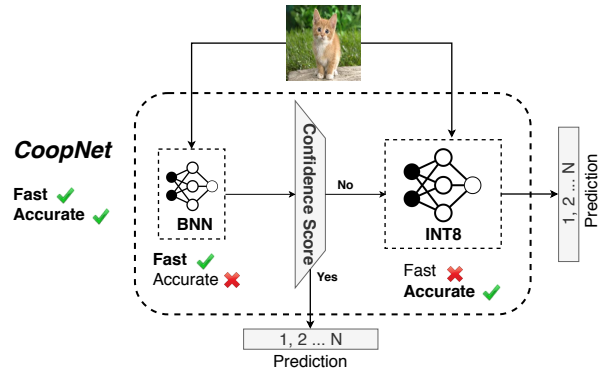 CoopNet
Fast
Accurate
BNN
Fast
Accurate
Confidence Score
No
Yes
INT8
Fast
Accurate
1, 2 ... N
Prediction
1, 2 ... N
Prediction